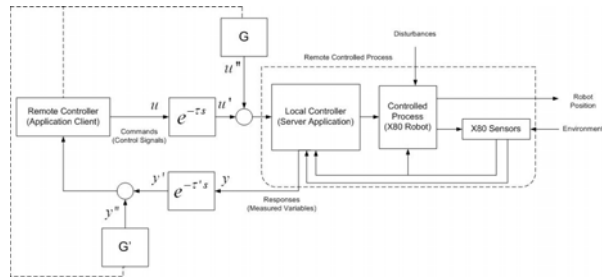 G
Disturbances
u"
Remote Controlled Process
Remote Controller
(Application Client)
u
e^{-τs}
u'
Local Controller
(Server Application)
Controlled
Process
(X80 Robot)
Robot
Position
X80 Sensors
Environment
Commands
(Control Signals)
y'
e^{-τ's}
y
Responses
(Measured Variables)
y"
G'